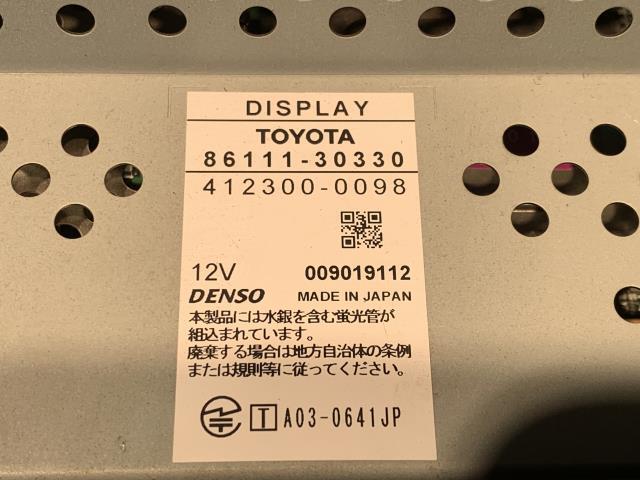 DISPLAY
TOYOTA
86111-30330
412300-0098
12V 009019112
DENSO MADE IN JAPAN
本製品には水銀を含む蛍光管が
組込まれています。
廃棄する場合は地方自治体の条例
または規則等に従ってください。
T A03-0641JP